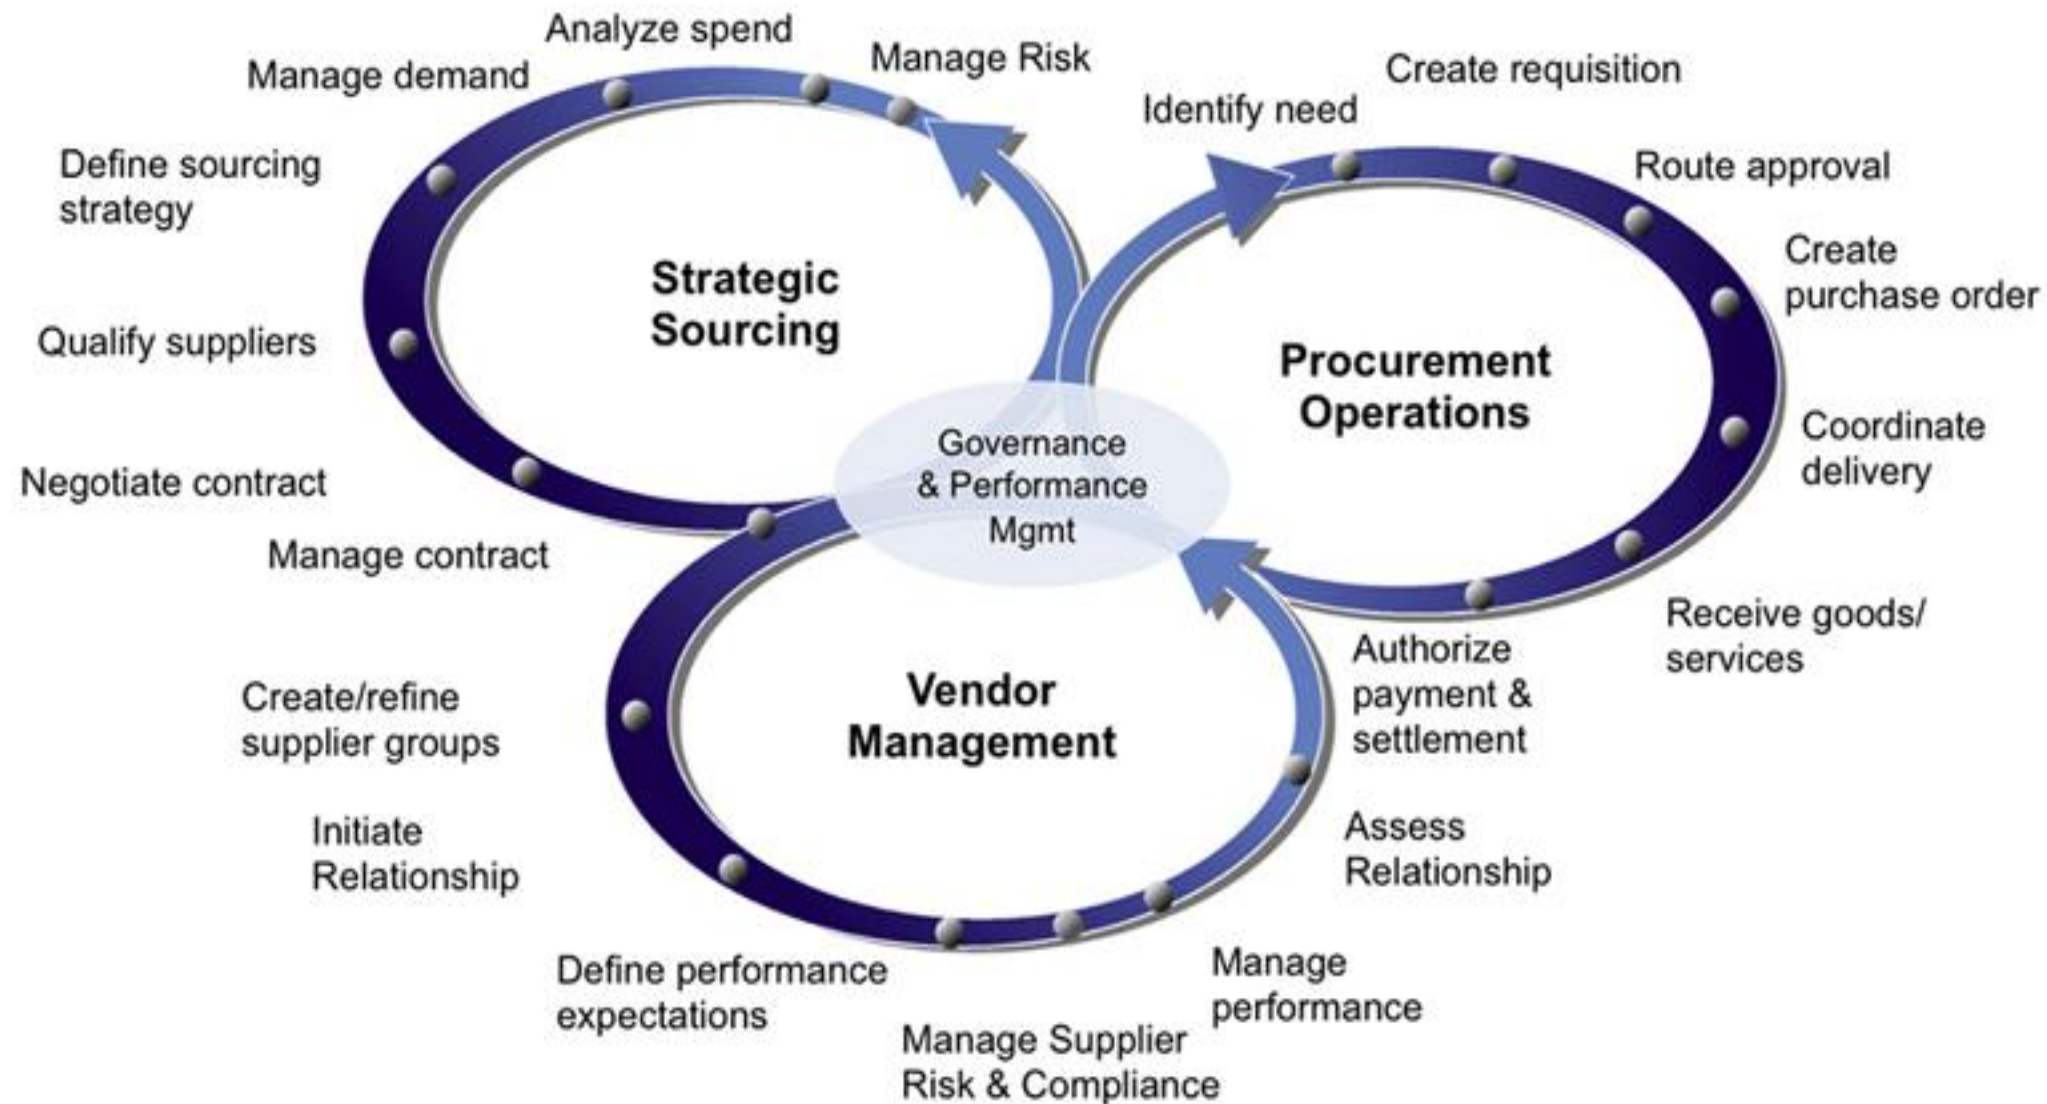 Analyze spend
Manage Risk
Manage demand
Define sourcing
strategy
Qualify suppliers
Negotiate contract
Manage contract
Strategic
Sourcing
Identify need
Create requisition
Route approval
Create
purchase order
Coordinate
delivery
Receive goods/
services
Authorize
payment &
settlement
Procurement
Operations
Governance
& Performance
Mgmt
Vendor
Management
Create/refine
supplier groups
Initiate
Relationship
Define performance
expectations
Manage Supplier
Risk & Compliance
Manage
performance
Assess
Relationship